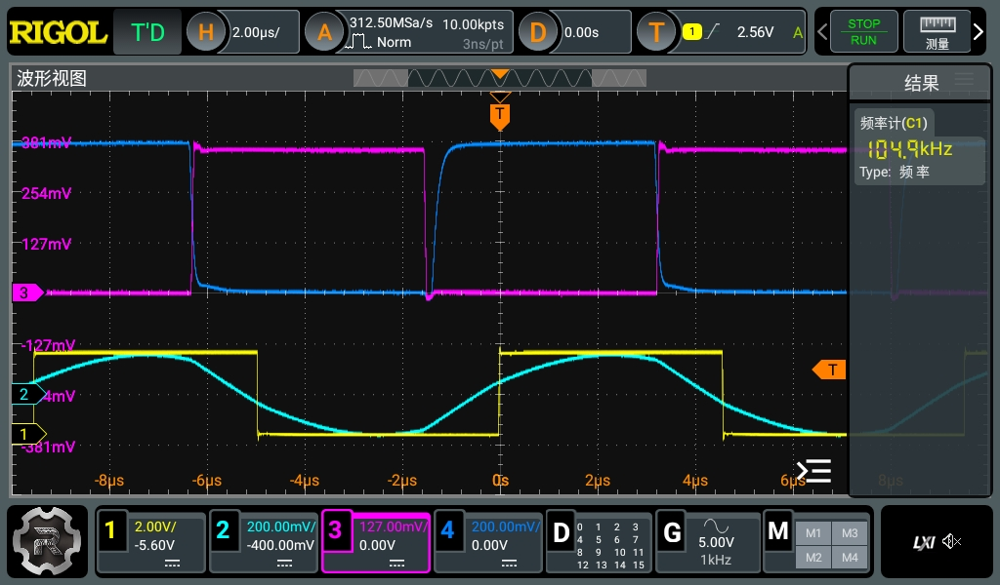 RIGOL T'D H 2.00μs/ A 312.50MSa/s 10.00kpts D 0.00s T 1 2.56V A STOP
Norm 3ns/pt RUN 测量
波形视图 结果
T
381mV 频率计(C1)
104.9kHz
Type: 频 率
254mV
127mV
3
-127mV
T
2 4mV
1
-381mV
-8μs -6μs -4μs -2μs 0s 2μs 4μs 6μs 8μs
1 2.00V/ 2 200.00mV/ 3 127.00mV/ 4 200.00mV/ D 0 1 2 3 G M M1 M3
-5.60V -400.00mV 0.00V 0.00V 4 5 6 7 5.00V
8 9 10 11 1kHz M2 M4
12 13 14 15
LXI